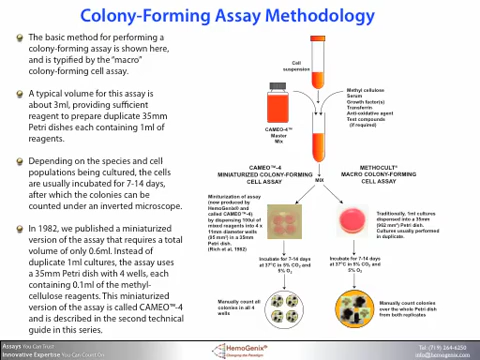 Colony-Forming Assay Methodology
The basic method for performing a
colony-forming assay is shown here,
and is typified by the "macro"
colony-forming cell assay.
A typical volume for this assay is
about 3ml, providing sufficient
reagent to prepare duplicate 35mm
Petri dishes each containing 1ml of
reagents.
Depending on the species and cell
populations being cultured, the cells
are usually incubated for 7-14 days,
after which the colonies can be
counted under an inverted microscope.
In 1982, we published a miniaturized
version of the assay that requires a total
volume of only 0.6ml. Instead of
duplicate 1ml cultures, the assay uses
a 35mm Petri dish with 4 wells, each
containing 0.1ml of the methyl-
cellulose reagents. This miniaturized
version of the assay is called CAMEO™-4
and is described in the second technical
guide in this series.
Cell
suspension
Methyl cellulose
Serum
Growth factor(s)
Transferrin
Anti-oxidative agent
Test compounds
(if required)
CAMEO-4™
Master
Mix
CAMEO™-4
MINIATURIZED COLONY-FORMING
CELL ASSAY
MIX
METHOCULT®
MACRO COLONY-FORMING
CELL ASSAY
Minturization of assay
(now produced by
HemoGenix® and
called CAMEO™-4)
by dispensing 100ul of
mixed reagents into 4 x
11mm diameter wells
(95 mm²) in a 35mm
Petri dish.
(Rich et al, 1982)
Traditionally, 1ml cultures
dispensed into a 35mm
(962 mm²) Petri dish.
Cultures usually performed
in duplicate.
Incubate for 7-14 days
at 37°C in 5% CO2 and
5% O2
Incubate for 7-14 days
at 37°C in 5% CO2 and
5% O2
Manually count all
colonies in all 4
wells
Manually count colonies
over the whole Petri dish
from both replicates
Assays You Can Trust
Innovative Expertise You Can Count On
HemoGenix®
Changing the Paradigm
Tel: (719) 264-6250
info@hemogenix.com